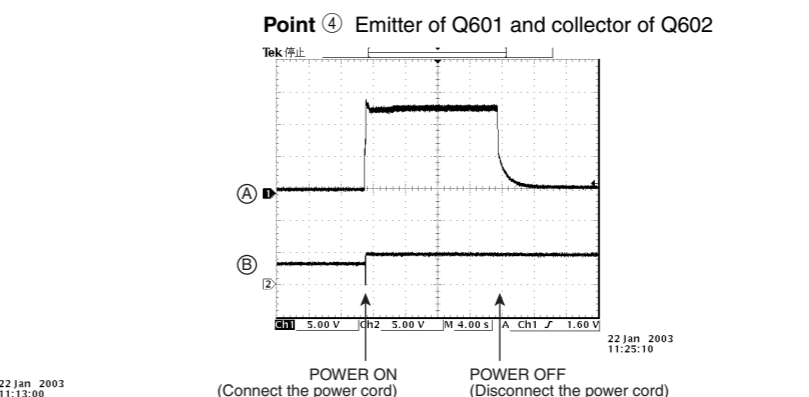 Point ④ Emitter of Q601 and collector of Q602
Tek 停止
Ⓐ 1
Ⓑ
2
Ch1 5.00 V Ch2 5.00 V M 4.00 s A Ch1 ʃ 1.60 V
22 Jan 2003
11:25:10
POWER ON
(Connect the power cord)
POWER OFF
(Disconnect the power cord)
22 Jan 2003
11:13:00